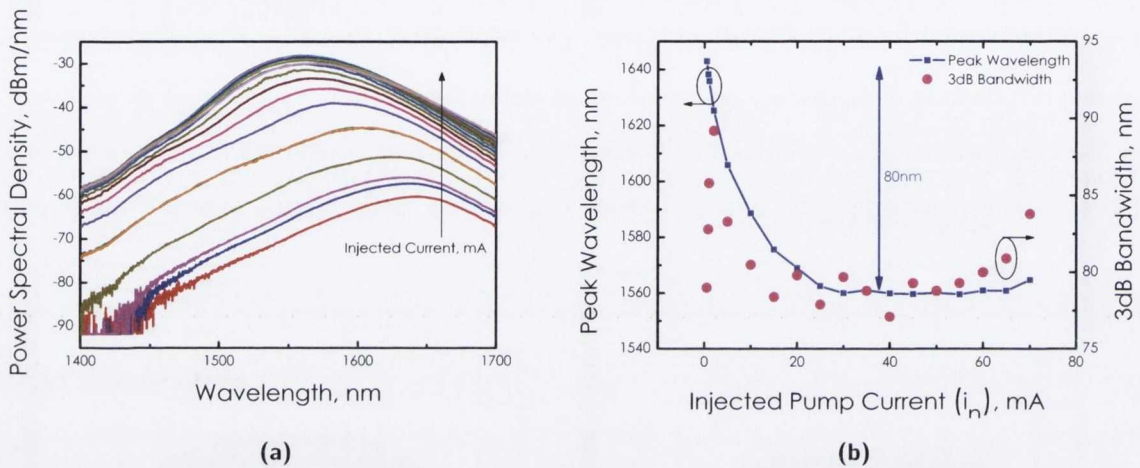 Power Spectral Density, dBm/nm
-30
-40
-50
-60
-70
-80
-90
Injected Current, mA
1400
1500
1600
1700
Wavelength, nm
(a)
Peak Wavelength, nm
1640
1620
1600
1580
1560
1540
Peak Wavelength
3dB Bandwidth
80nm
95
90
85
80
75
3dB Bandwidth, nm
0
20
40
60
80
Injected Pump Current (in), mA
(b)